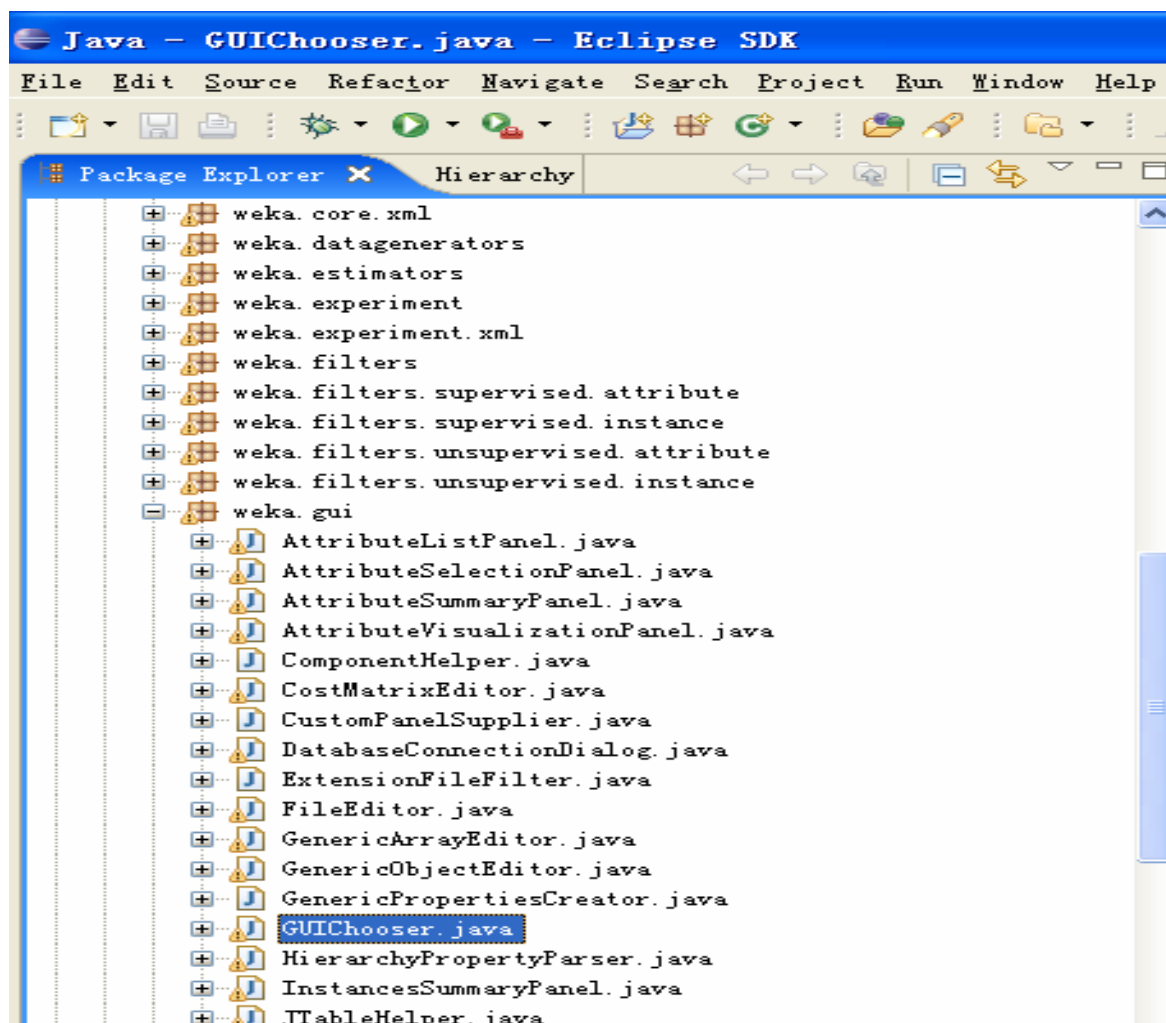 Java - GUIChooser.java - Eclipse SDK
File Edit Source Refactor Navigate Search Project Run Window Help
Package Explorer Hierarchy
weka.core.xml
weka.datagenerators
weka.estimators
weka.experiment
weka.experiment.xml
weka.filters
weka.filters.supervised.attribute
weka.filters.supervised.instance
weka.filters.unsupervised.attribute
weka.filters.unsupervised.instance
weka.gui
AttributeListPanel.java
AttributeSelectionPanel.java
AttributeSummaryPanel.java
AttributeVisualizationPanel.java
ComponentHelper.java
CostMatrixEditor.java
CustomPanelSupplier.java
DatabaseConnectionDialog.java
ExtensionFileFilter.java
FileEditor.java
GenericArrayEditor.java
GenericObjectEditor.java
GenericPropertiesCreator.java
GUIChooser.java
HierarchyPropertyParser.java
InstancesSummaryPanel.java
JTableHelper.java